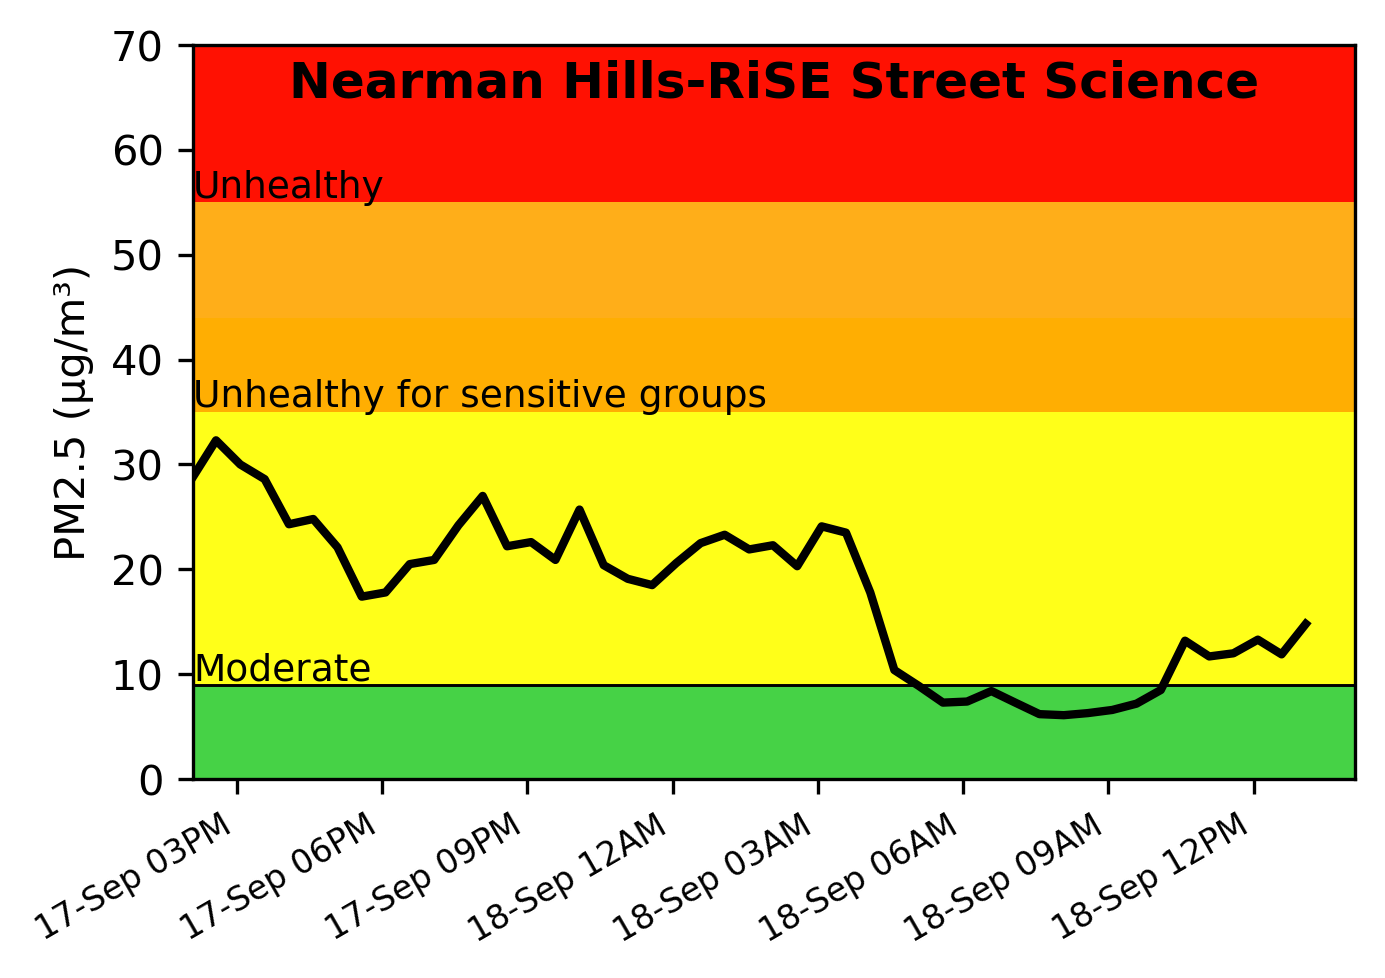 Nearman Hills-RiSE Street Science
70
60
50
40
30
20
10
0
PM2.5 (µg/m³)
Unhealthy
Unhealthy for sensitive groups
Moderate
17-Sep 03PM
17-Sep 06PM
17-Sep 09PM
18-Sep 12AM
18-Sep 03AM
18-Sep 06AM
18-Sep 09AM
18-Sep 12PM